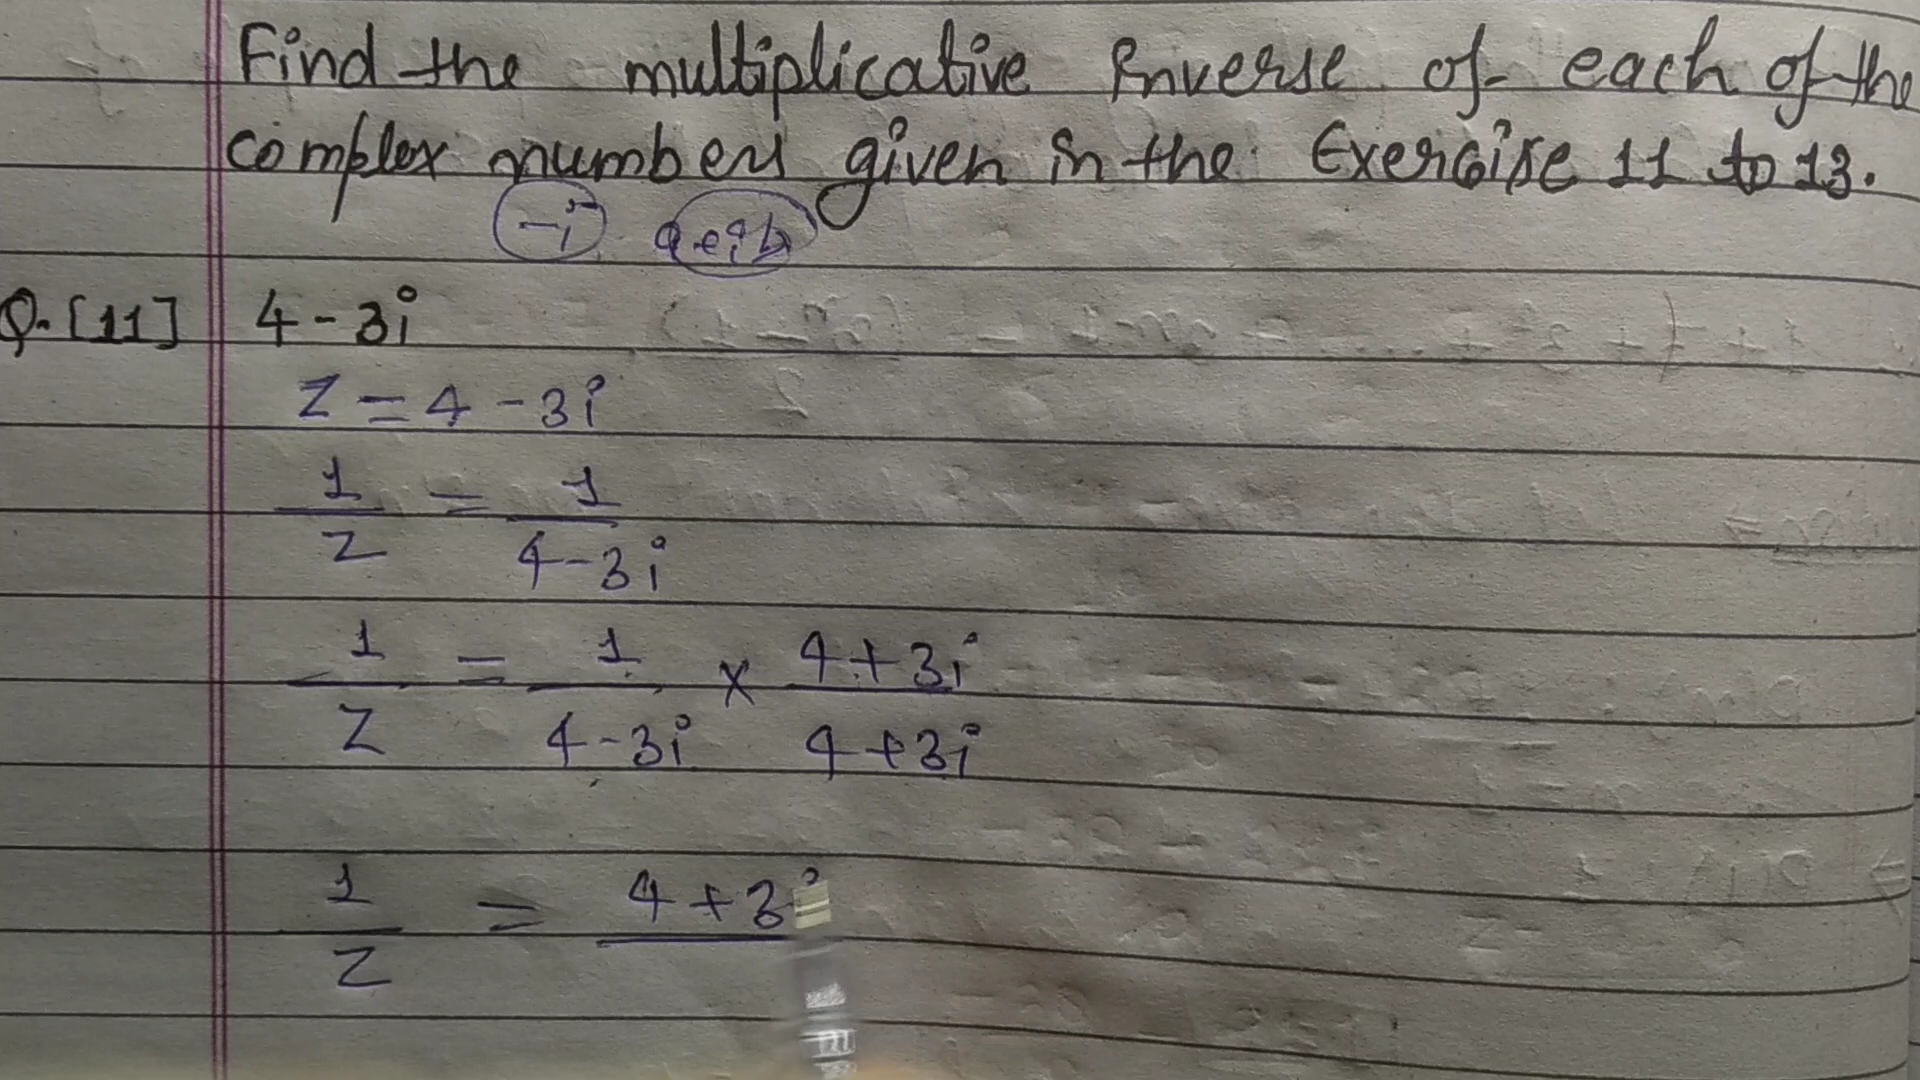 Find the multiplicative inverse of each of the
complex numbers given in the Exercise 11 to 13.
-i
Q.[11] 4-3i
z = 4-3i
1/z = 1/4-3i
1/z = 1/4-3i × 4+3i/4+3i
1/z = 4+3i